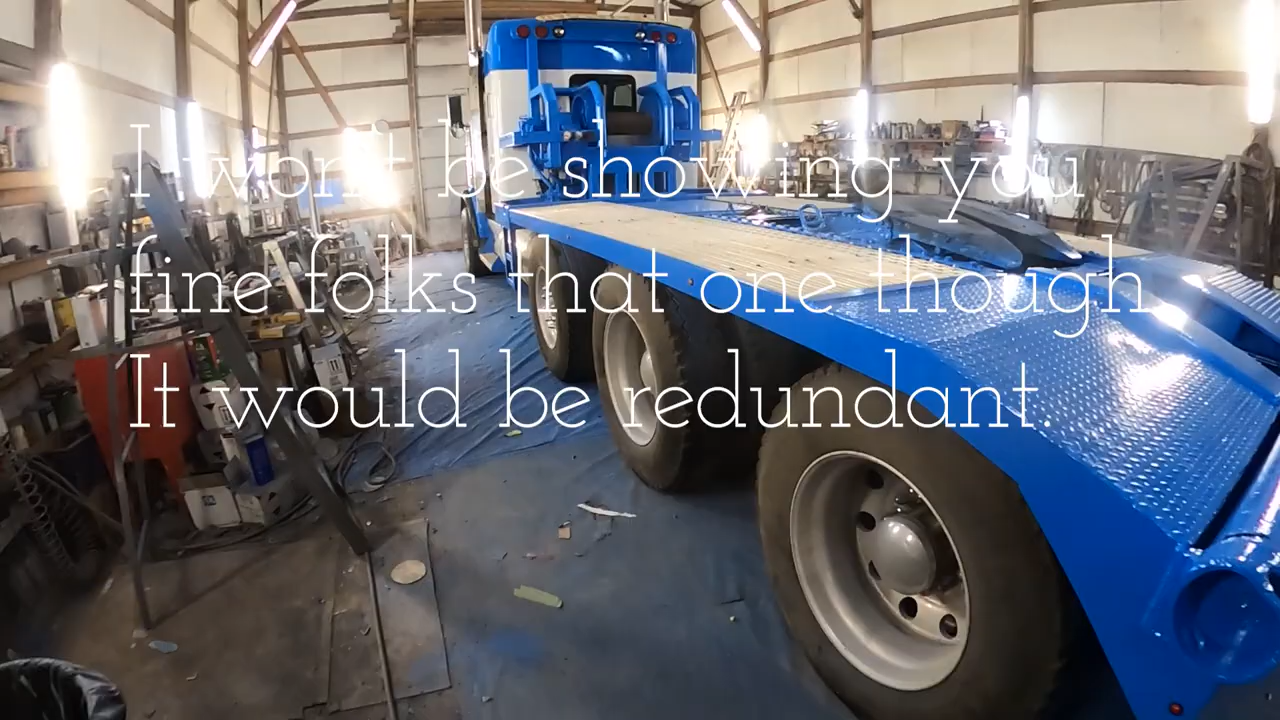 I won't be showing you
fine folks that one though.
It would be redundant.